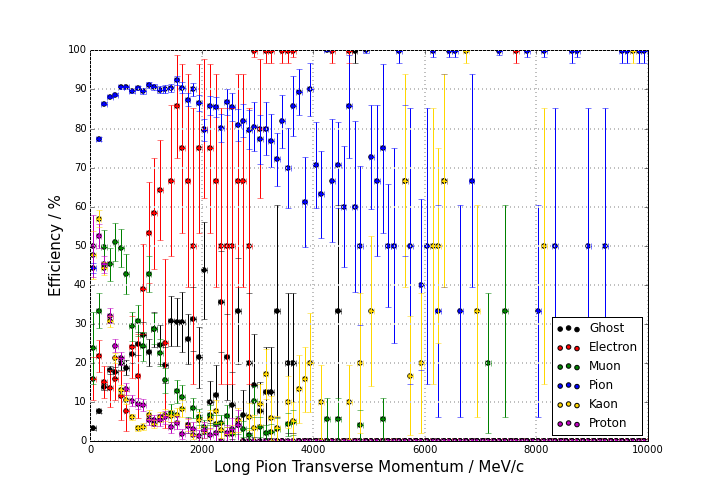 100
90
80
70
60
50
40
30
20
10
0
Efficiency / %
0 2000 4000 6000 8000 10000
Long Pion Transverse Momentum / MeV/c
Ghost
Electron
Muon
Pion
Kaon
Proton